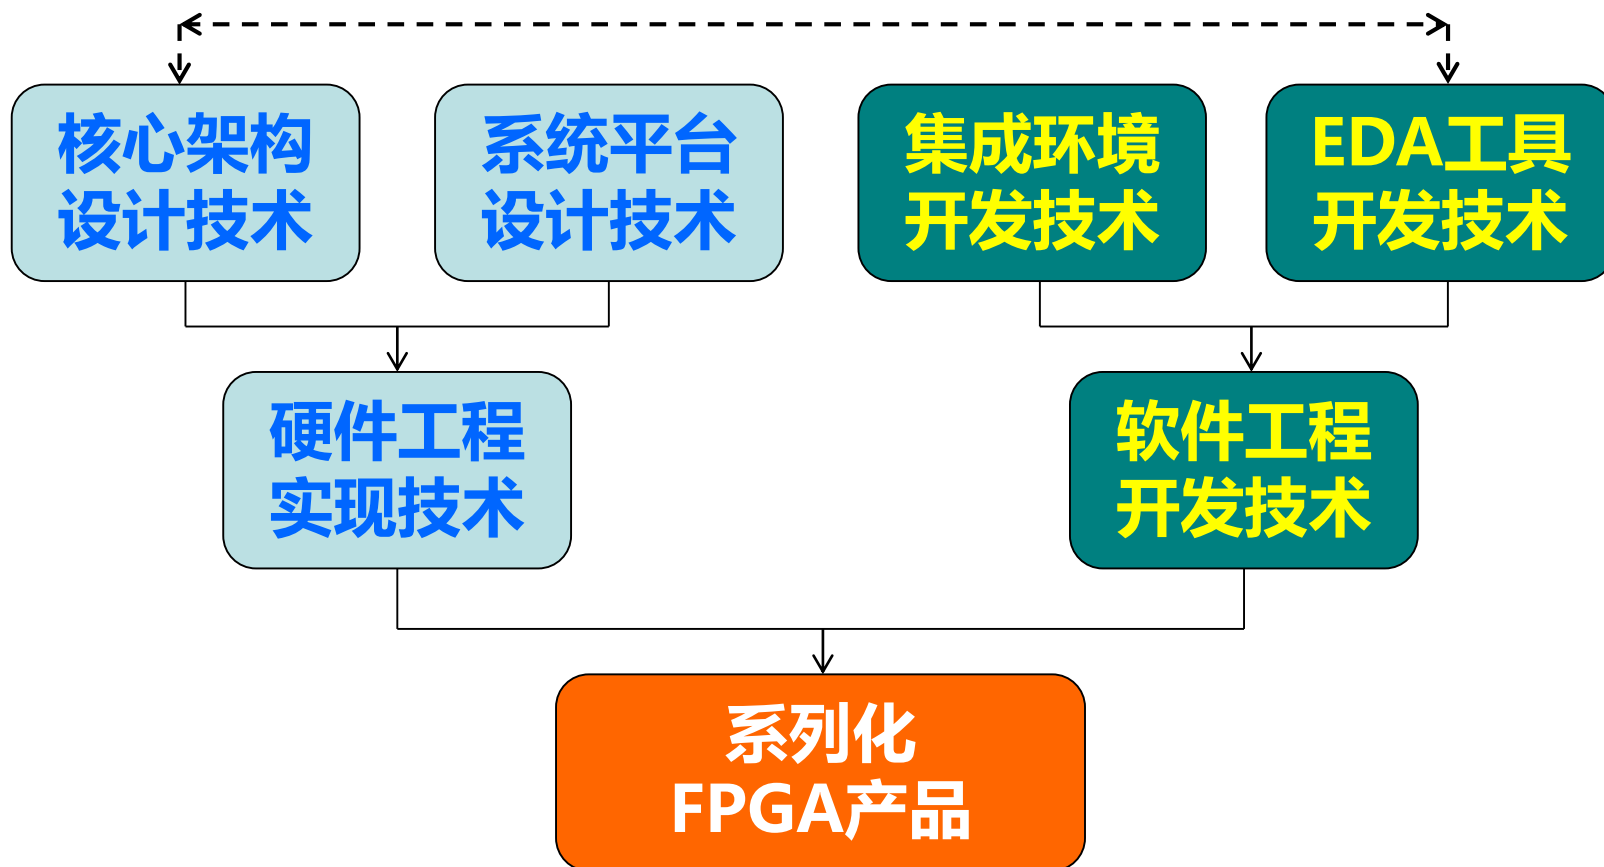 核心架构
设计技术
系统平台
设计技术
集成环境
开发技术
EDA工具
开发技术
硬件工程
实现技术
软件工程
开发技术
系列化
FPGA产品